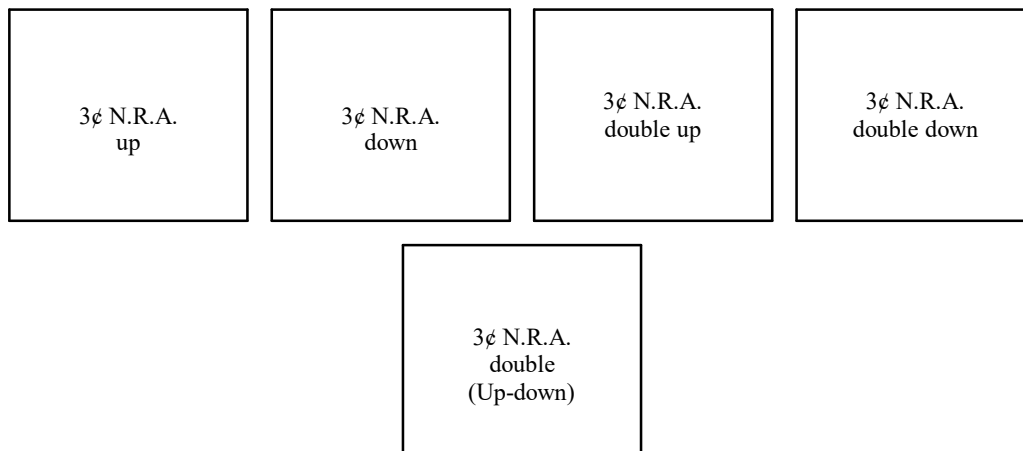 3¢ N.R.A.
up
3¢ N.R.A.
down
3¢ N.R.A.
double up
3¢ N.R.A.
double down
3¢ N.R.A.
double
(Up-down)